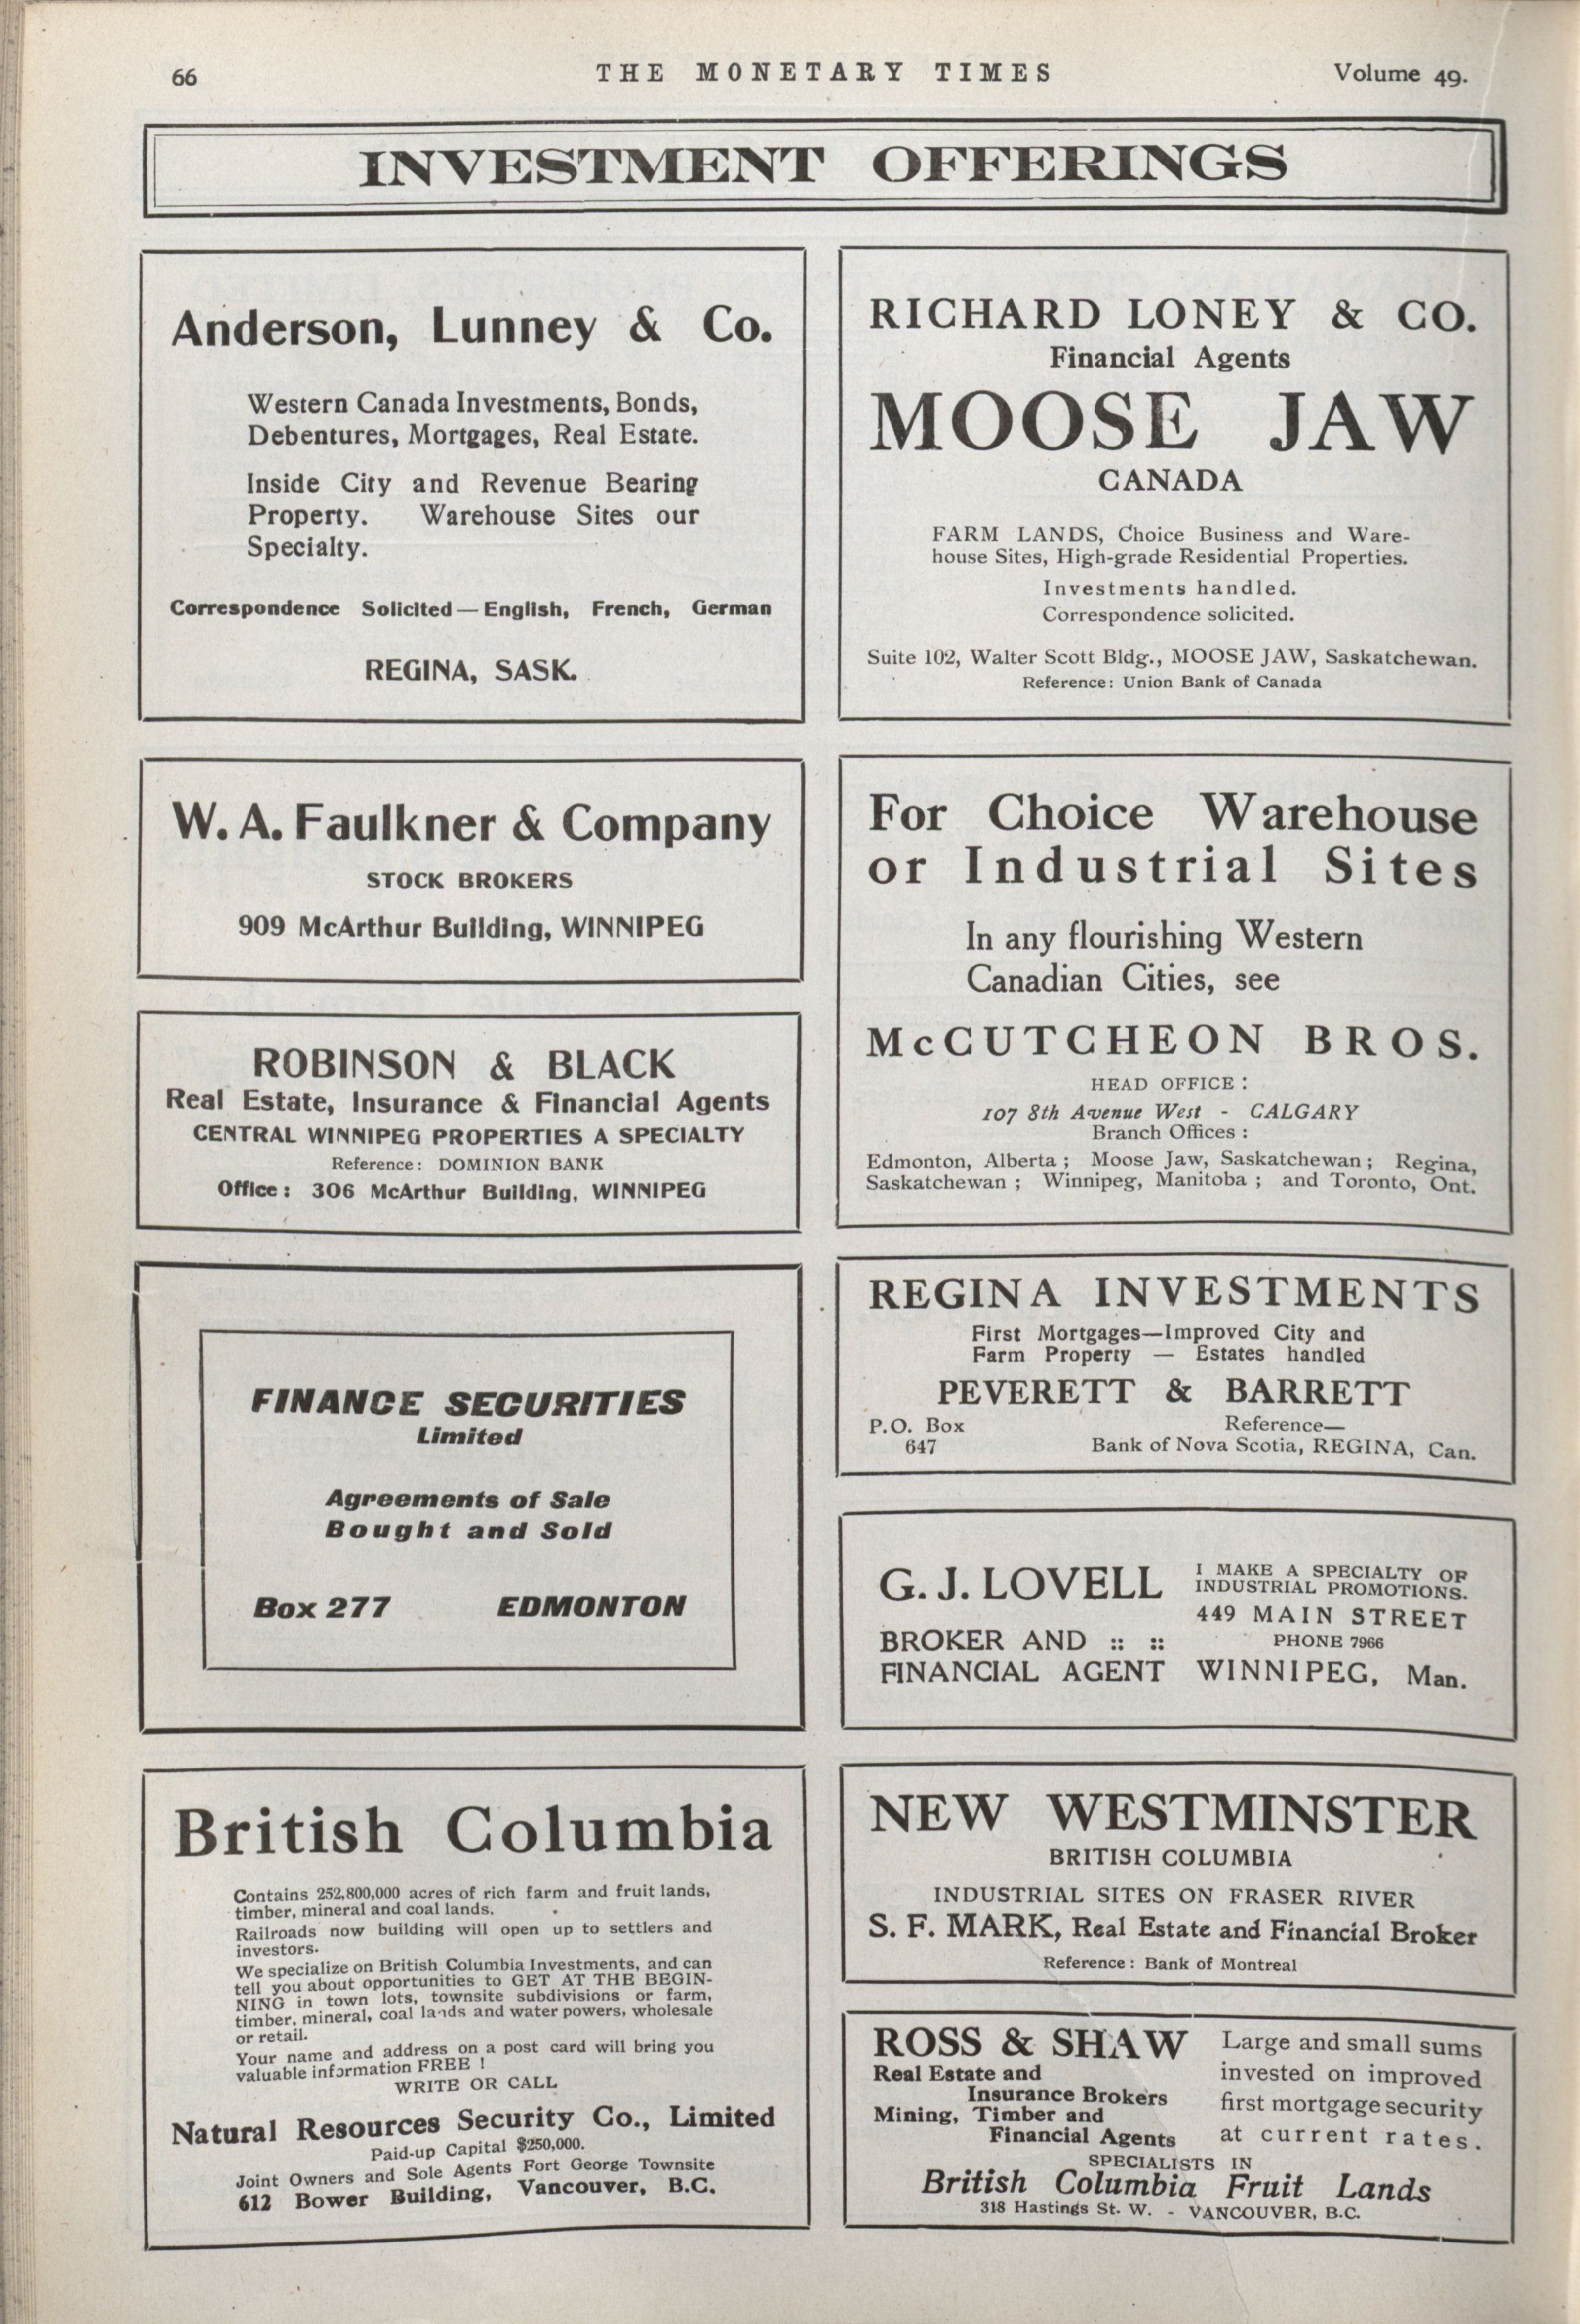 66
THE MONETARY TIMES
Volume 49.
INVESTMENT OFFERINGS
Anderson, Lunney & Co.
Western Canada Investments, Bonds,
Debentures, Mortgages, Real Estate.
Inside City and Revenue Bearing
Property. Warehouse Sites our
Specialty.
Correspondence Solicited — English, French, German
REGINA, SASK.
W. A. Faulkner & Company
STOCK BROKERS
909 McArthur Building, WINNIPEG
ROBINSON & BLACK
Real Estate, Insurance & Financial Agents
CENTRAL WINNIPEG PROPERTIES A SPECIALTY
Reference: DOMINION BANK
Office: 306 McArthur Building, WINNIPEG
FINANCE SECURITIES
Limited
Agreements of Sale
Bought and Sold
Box 277 EDMONTON
British Columbia
Contains 252,800,000 acres of rich farm and fruit lands,
timber, mineral and coal lands.
Railroads now building will open up to settlers and
investors.
We specialize on British Columbia Investments, and can
tell you about opportunities to GET AT THE BEGIN-
NING in town lots, townsite subdivisions or farm,
timber, mineral, coal lands and water powers, wholesale
or retail.
Your name and address on a post card will bring you
valuable information FREE !
WRITE OR CALL
Natural Resources Security Co., Limited
Paid-up Capital $250,000.
Joint Owners and Sole Agents Fort George Townsite
612 Bower Building, Vancouver, B.C.
RICHARD LONEY & CO.
Financial Agents
MOOSE JAW
CANADA
FARM LANDS, Choice Business and Ware-
house Sites, High-grade Residential Properties.
Investments handled.
Correspondence solicited.
Suite 102, Walter Scott Bldg., MOOSE JAW, Saskatchewan.
Reference: Union Bank of Canada
For Choice Warehouse
or Industrial Sites
In any flourishing Western
Canadian Cities, see
McCUTCHEON BROS.
HEAD OFFICE :
107 8th Avenue West - CALGARY
Branch Offices :
Edmonton, Alberta ; Moose Jaw, Saskatchewan ; Regina,
Saskatchewan ; Winnipeg, Manitoba ; and Toronto, Ont.
REGINA INVESTMENTS
First Mortgages—Improved City and
Farm Property — Estates handled
PEVERETT & BARRETT
P.O. Box
647
Reference—
Bank of Nova Scotia, REGINA, Can.
G. J. LOVELL
BROKER AND :: ::
FINANCIAL AGENT
I MAKE A SPECIALTY OF
INDUSTRIAL PROMOTIONS.
449 MAIN STREET
PHONE 7966
WINNIPEG, Man.
NEW WESTMINSTER
BRITISH COLUMBIA
INDUSTRIAL SITES ON FRASER RIVER
S. F. MARK, Real Estate and Financial Broker
Reference: Bank of Montreal
ROSS & SHAW
Real Estate and
Insurance Brokers
Mining, Timber and
Financial Agents
Large and small sums
invested on improved
first mortgage security
at current rates.
SPECIALISTS IN
British Columbia Fruit Lands
318 Hastings St. W. - VANCOUVER, B.C.